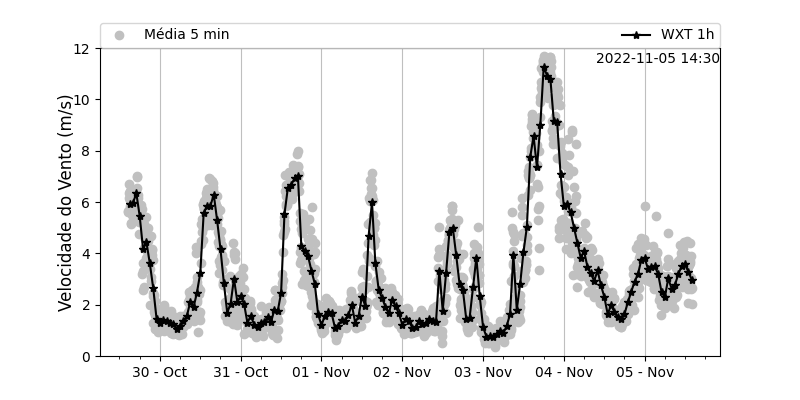 Média 5 min
WXT 1h
2022-11-05 14:30
Velocidade do Vento (m/s)
12
10
8
6
4
2
0
30 - Oct
31 - Oct
01 - Nov
02 - Nov
03 - Nov
04 - Nov
05 - Nov